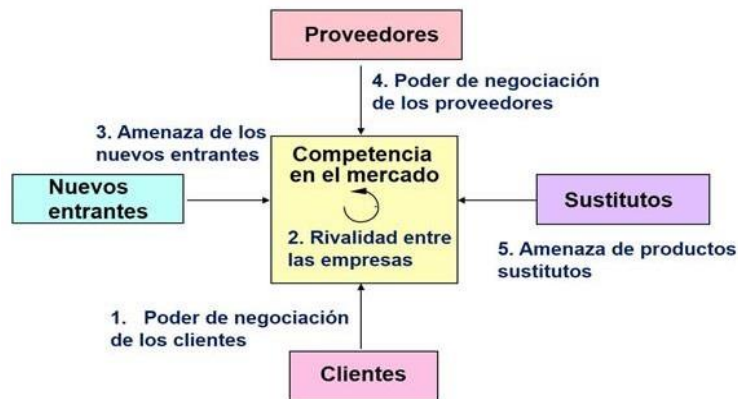 Proveedores
4. Poder de negociación
de los proveedores
3. Amenaza de los
nuevos entrantes
Competencia
en el mercado
Nuevos
entrantes
Sustitutos
2. Rivalidad entre
las empresas
5. Amenaza de productos
sustitutos
1. Poder de negociación
de los clientes
Clientes